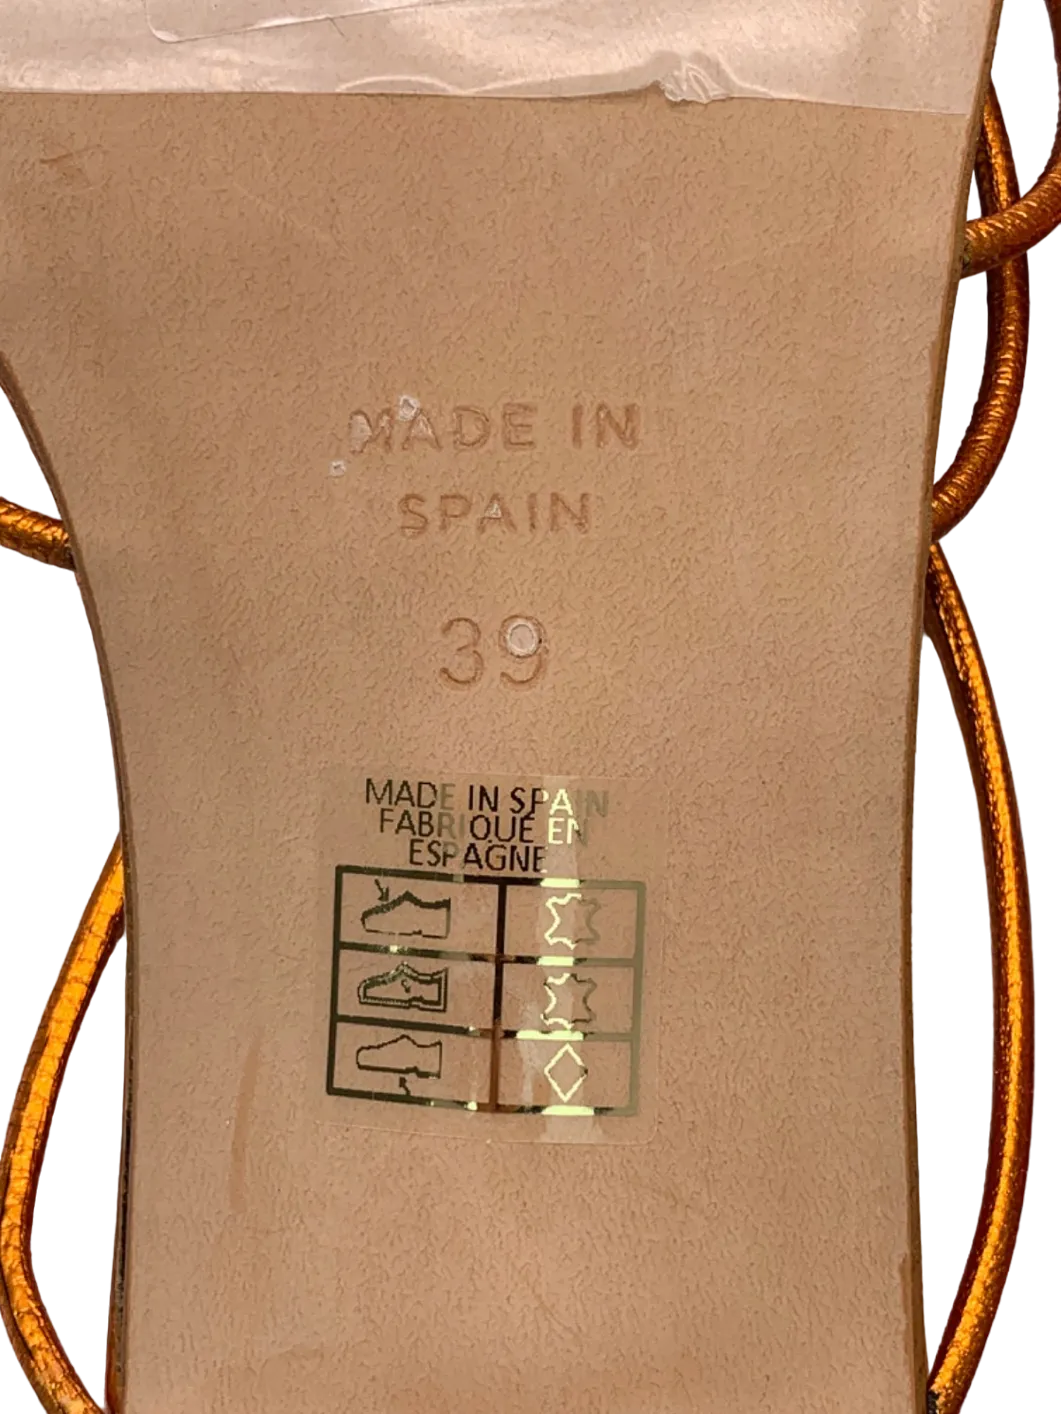 MADE IN
SPAIN
39
MADE IN SPAIN
FABRIQUE EN
ESPAGNE